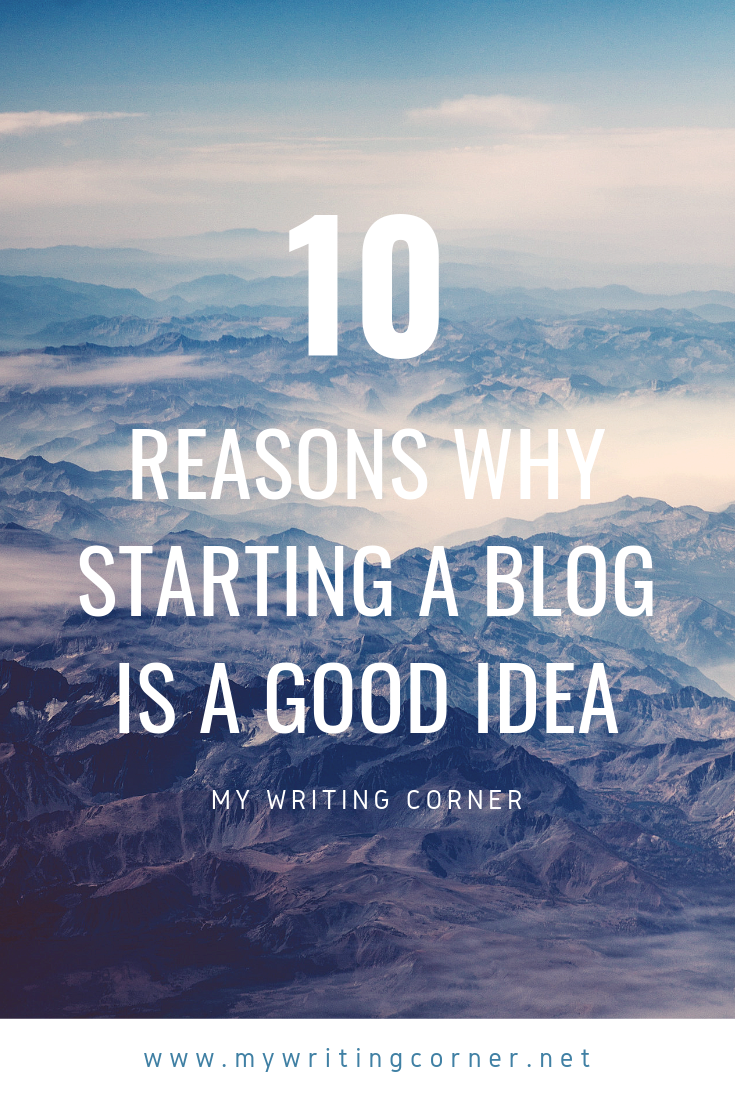 10
REASONS WHY
STARTING A BLOG
IS A GOOD IDEA
MY WRITING CORNER
www.mywritingcorner.net